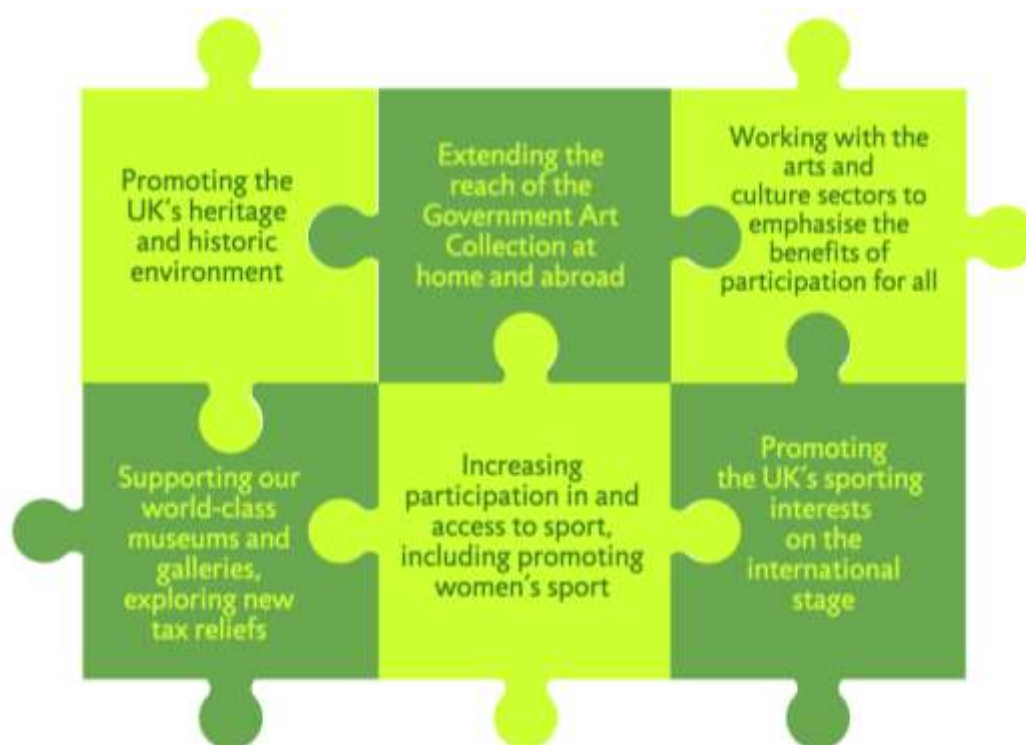 Promoting the
UK's heritage
and historic
environment
Extending the
reach of the
Government Art
Collection at
home and abroad
Working with the
arts and
culture sectors to
emphasise the
benefits of
participation for all
Supporting our
world-class
museums and
galleries,
exploring new
tax reliefs
Increasing
participation in and
access to sport,
including promoting
women's sport
Promoting
the UK's sporting
interests
on the
international
stage